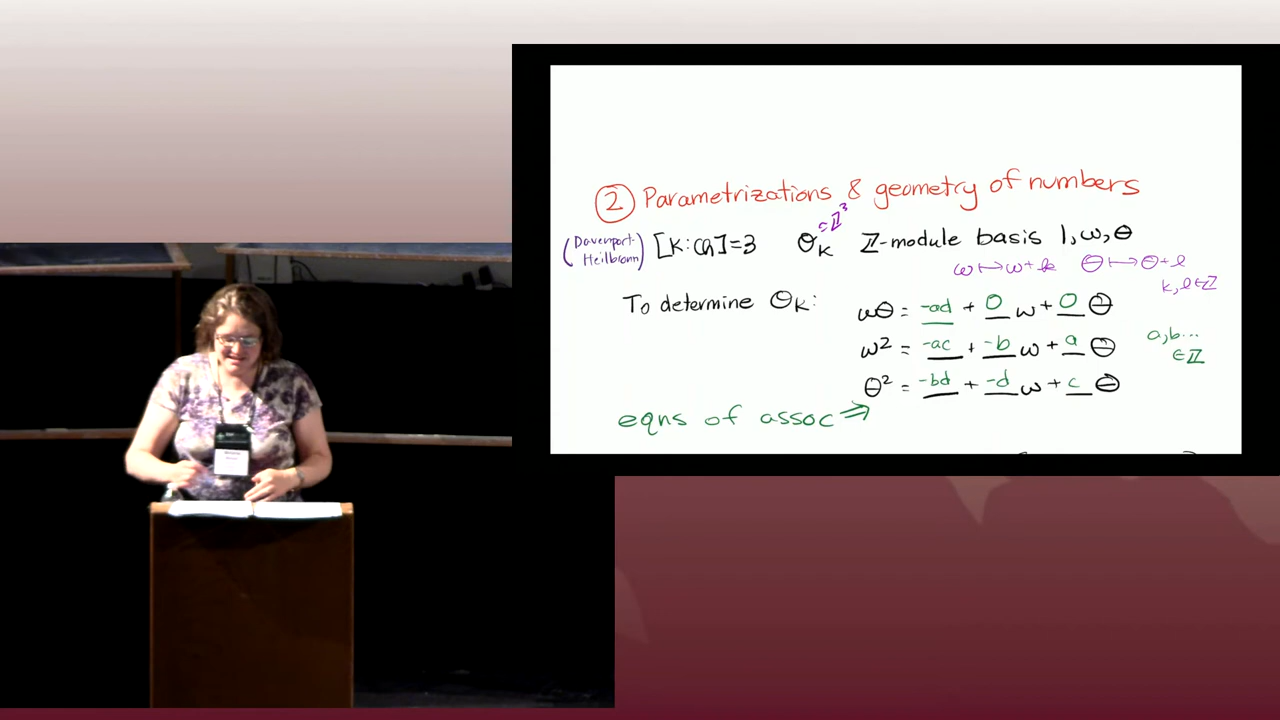 ② Parametrizations & geometry of numbers
(Davenport-Heilbronn) [K:Q]=3 𝒪_K ≅ℤ³ ℤ-module basis 1, ω, θ
ω ↦ ω+k θ ↦ θ+l
k, l ∈ ℤ
To determine 𝒪_K: ωθ = -ad + 0 ω + 0 θ
ω² = -ac + -b ω + a θ
a, b... ∈ ℤ
θ² = -bd + -d ω + c θ
eqns of assoc ⇒